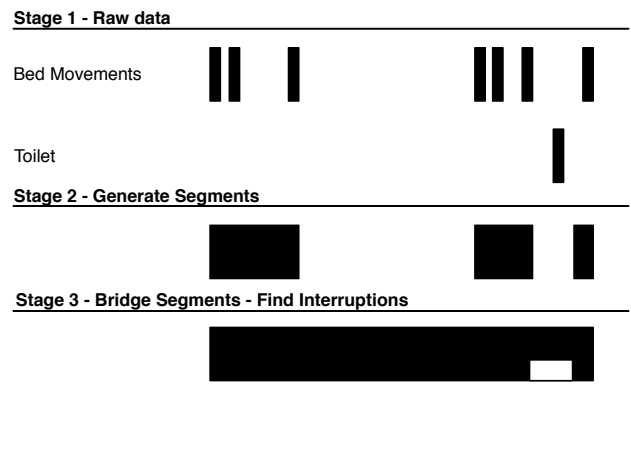 Stage 1 - Raw data
Bed Movements
Toilet
Stage 2 - Generate Segments
Stage 3 - Bridge Segments - Find Interruptions